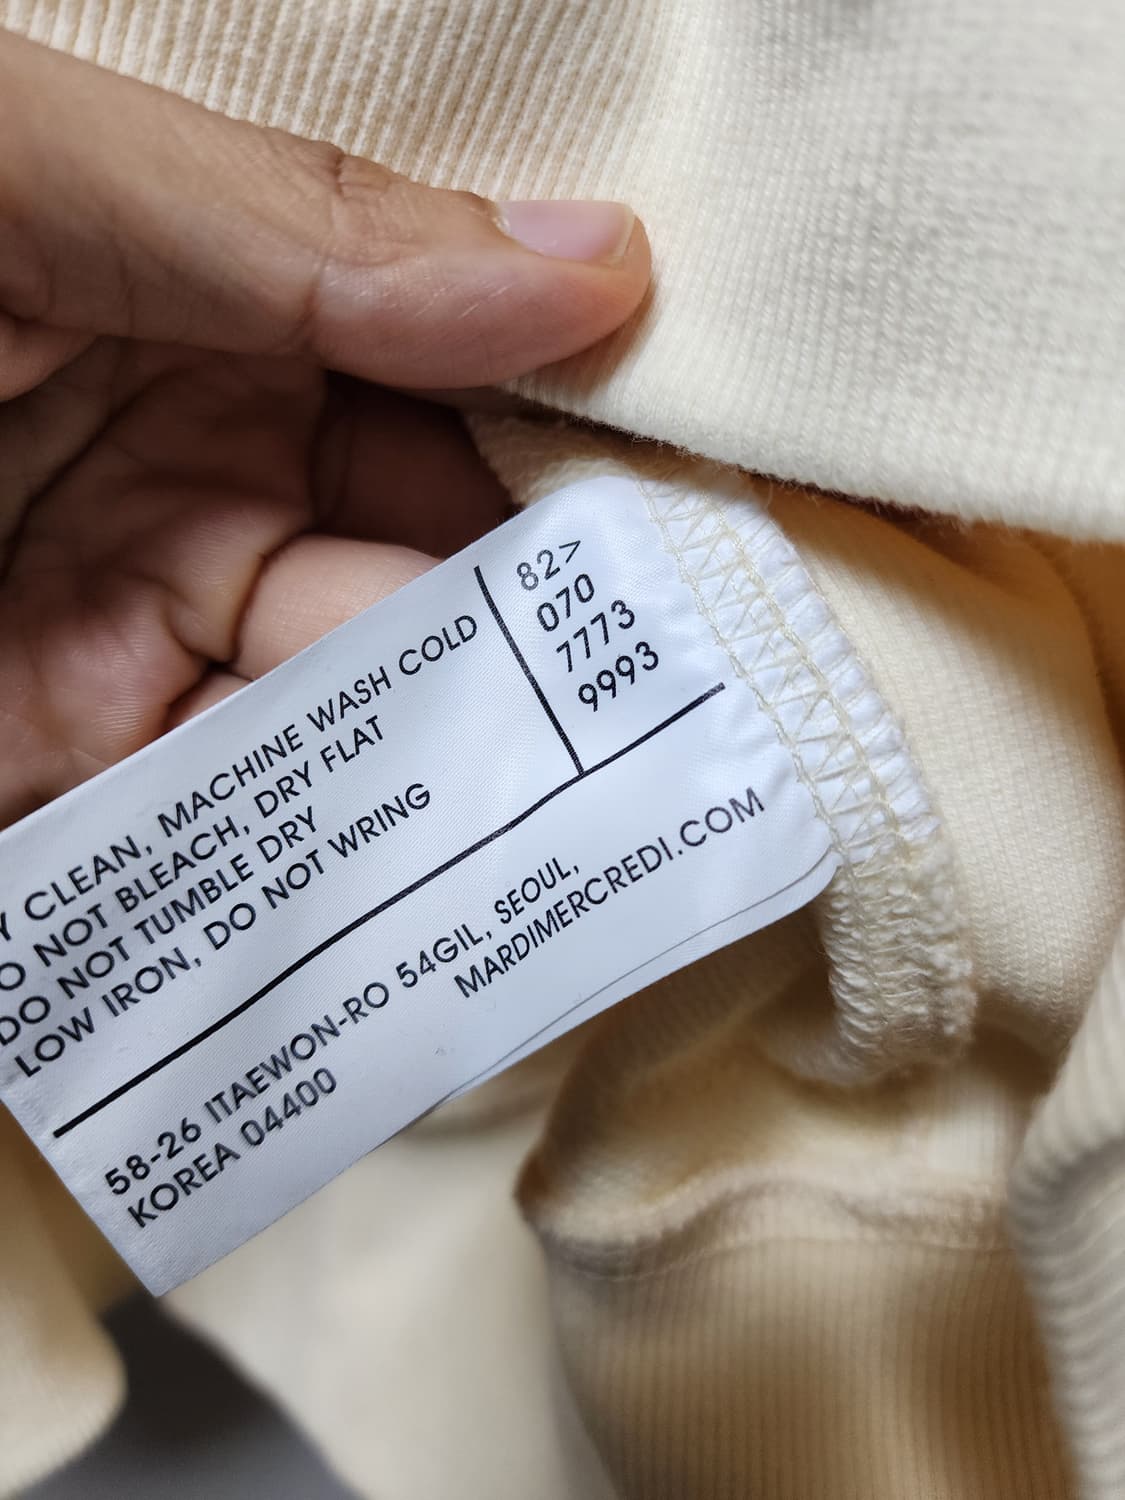 Y CLEAN, MACHINE WASH COLD
O NOT BLEACH, DRY FLAT
DO NOT TUMBLE DRY
LOW IRON, DO NOT WRING
82>
070
7773
9993
58-26 ITAEWON-RO 54GIL, SEOUL,
KOREA 04400
MARDIMERCREDI.COM